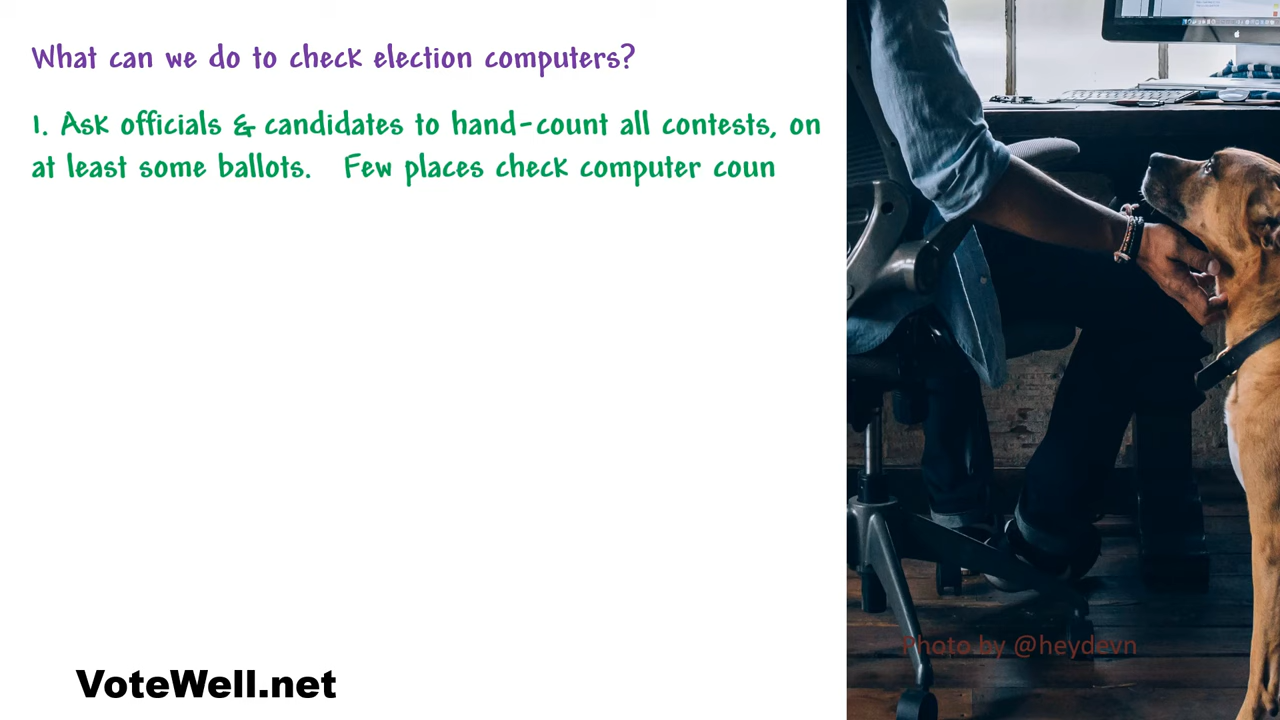 What can we do to check election computers?
1. Ask officials & candidates to hand-count all contests, on
at least some ballots. Few places check computer coun
Photo by @heydevn
VoteWell.net